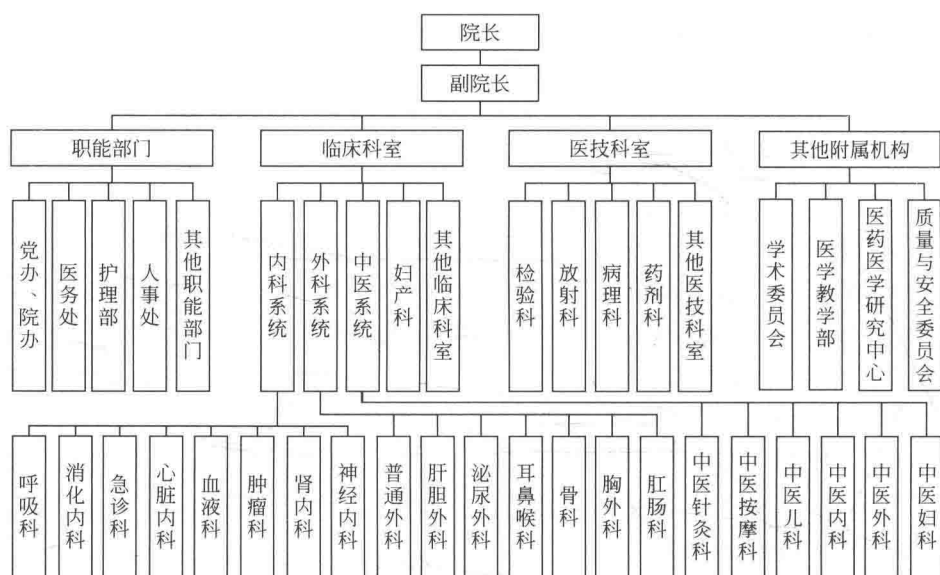 院长
副院长
职能部门
临床科室
医技科室
其他附属机构
党办、院办
医务处
护理部
人事处
其他职能部门
内科系统
外科系统
中医系统
妇产科
其他临床科室
检验科
放射科
病理科
药剂科
其他医技科室
学术委员会
医学教学部
医药医学研究中心
质量与安全委员会
呼吸科
消化内科
急诊科
心脏内科
血液科
肿瘤科
肾内科
神经内科
普通外科
肝胆外科
泌尿外科
耳鼻喉科
骨科
胸外科
肛肠科
中医针灸科
中医按摩科
中医儿科
中医内科
中医外科
中医妇科